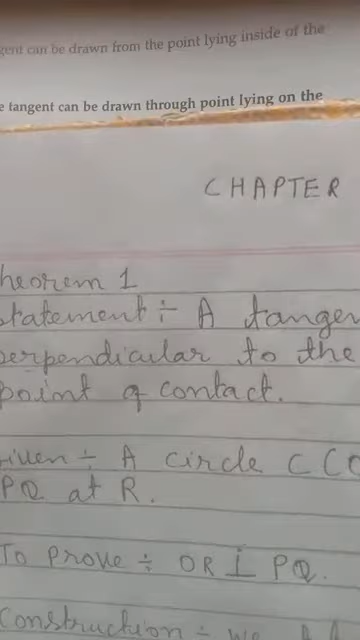 gent can be drawn from the point lying inside of the
e tangent can be drawn through point lying on the
CHAPTER
heorem 1
tatement ÷ A tangen
perpendicular to the
point of contact.
iven ÷ A circle C(O
PQ at R.
To Prove ÷ OR ⊥ PQ.
Construction :